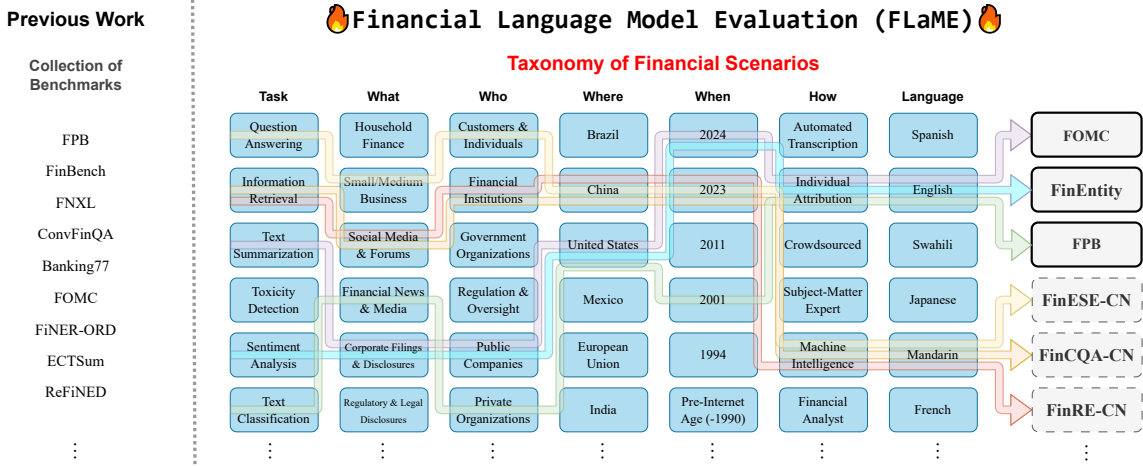 Previous Work
Collection of
Benchmarks
FPB
FinBench
FNXL
ConvFinQA
Banking77
FOMC
FiNER-ORD
ECTSum
ReFiNED
⋮
🔥Financial Language Model Evaluation (FLaME)🔥
Taxonomy of Financial Scenarios
Task
What
Who
Where
When
How
Language
Question
Answering
Household
Finance
Customers &
Individuals
Brazil
2024
Automated
Transcription
Spanish
FOMC
Information
Retrieval
Small/Medium
Business
Financial
Institutions
China
2023
Individual
Attribution
English
FinEntity
Text
Summarization
Social Media
& Forums
Government
Organizations
United States
2011
Crowdsourced
Swahili
FPB
Toxicity
Detection
Financial News
& Media
Regulation &
Oversight
Mexico
2001
Subject-Matter
Expert
Japanese
FinESE-CN
Sentiment
Analysis
Corporate Filings
& Disclosures
Public
Companies
European
Union
1994
Machine
Intelligence
Mandarin
FinCQA-CN
Text
Classification
Regulatory & Legal
Disclosures
Private
Organizations
India
Pre-Internet
Age (-1990)
Financial
Analyst
French
FinRE-CN
⋮ ⋮ ⋮ ⋮ ⋮ ⋮ ⋮ ⋮